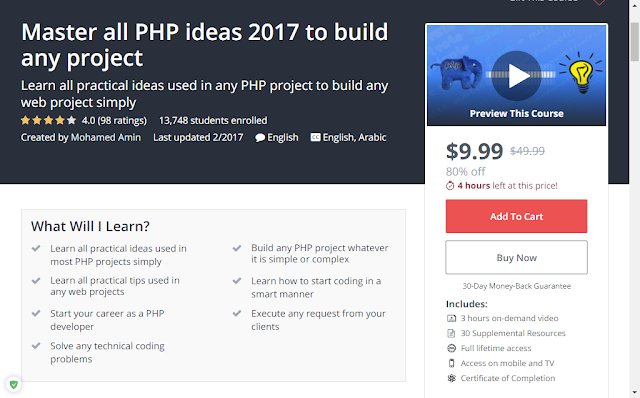 Master all PHP ideas 2017 to build
any project
Learn all practical ideas used in any PHP project to build any
web project simply
4.0 (98 ratings) 13,748 students enrolled
Created by Mohamed Amin Last updated 2/2017 English English, Arabic
Preview This Course
$9.99 $49.99
80% off
4 hours left at this price!
Add To Cart
Buy Now
30-Day Money-Back Guarantee
Includes:
3 hours on-demand video
30 Supplemental Resources
Full lifetime access
Access on mobile and TV
Certificate of Completion
What Will I Learn?
Learn all practical ideas used in
most PHP projects simply
Learn all practical tips used in
any web projects
Start your career as a PHP
developer
Solve any technical coding
problems
Build any PHP project whatever
it is simple or complex
Learn how to start coding in a
smart manner
Execute any request from your
clients